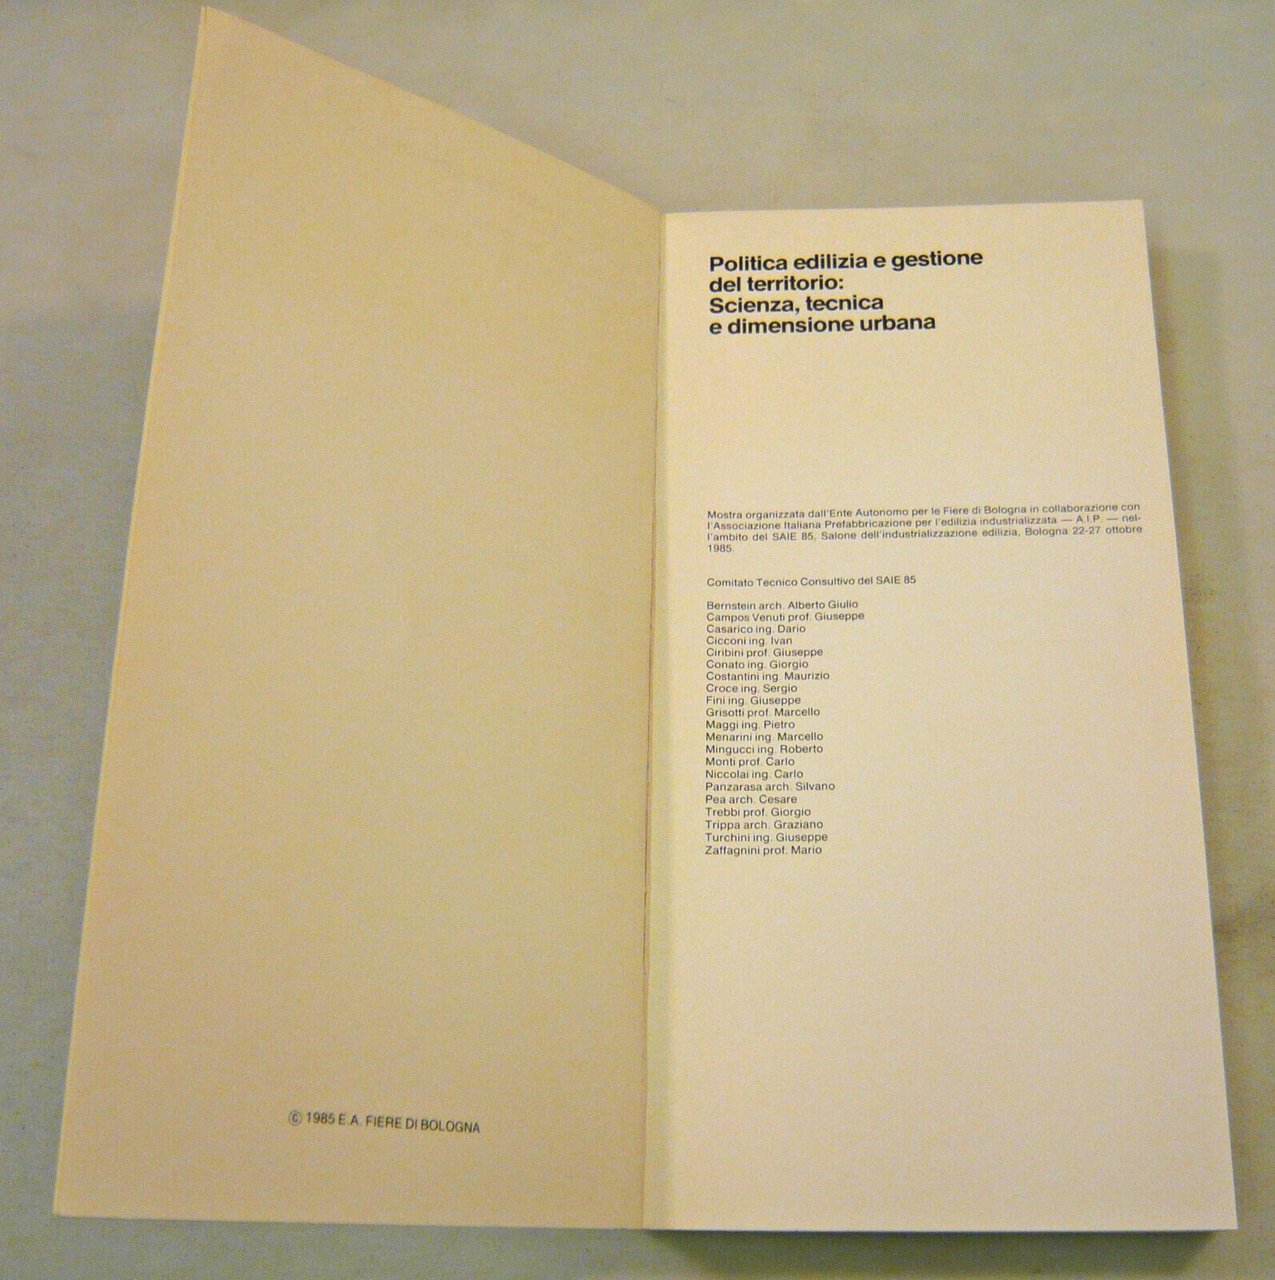 © 1985 E.A. FIERE DI BOLOGNA
Politica edilizia e gestione
del territorio:
Scienza, tecnica
e dimensione urbana
Mostra organizzata dall'Ente Autonomo per le Fiere di Bologna in collaborazione con
l'Associazione Italiana Prefabbricazione per l'edilizia industrializzata — A.I.P. — nel-
l'ambito del SAIE 85, Salone dell'industrializzazione edilizia, Bologna 22-27 ottobre
1985.
Comitato Tecnico Consultivo del SAIE 85
Bernstein arch. Alberto Giulio
Campos Venuti prof. Giuseppe
Casarico ing. Dario
Cicconi ing. Ivan
Ciribini prof. Giuseppe
Conato ing. Giorgio
Costantini ing. Maurizio
Croce ing. Sergio
Fini ing. Giuseppe
Grisotti prof. Marcello
Maggi ing. Pietro
Menarini ing. Marcello
Mingucci ing. Roberto
Monti prof. Carlo
Niccolai ing. Carlo
Panzarasa arch. Silvano
Pea arch. Cesare
Trebbi prof. Giorgio
Trippa arch. Graziano
Turchini ing. Giuseppe
Zaffagnini prof. Mario